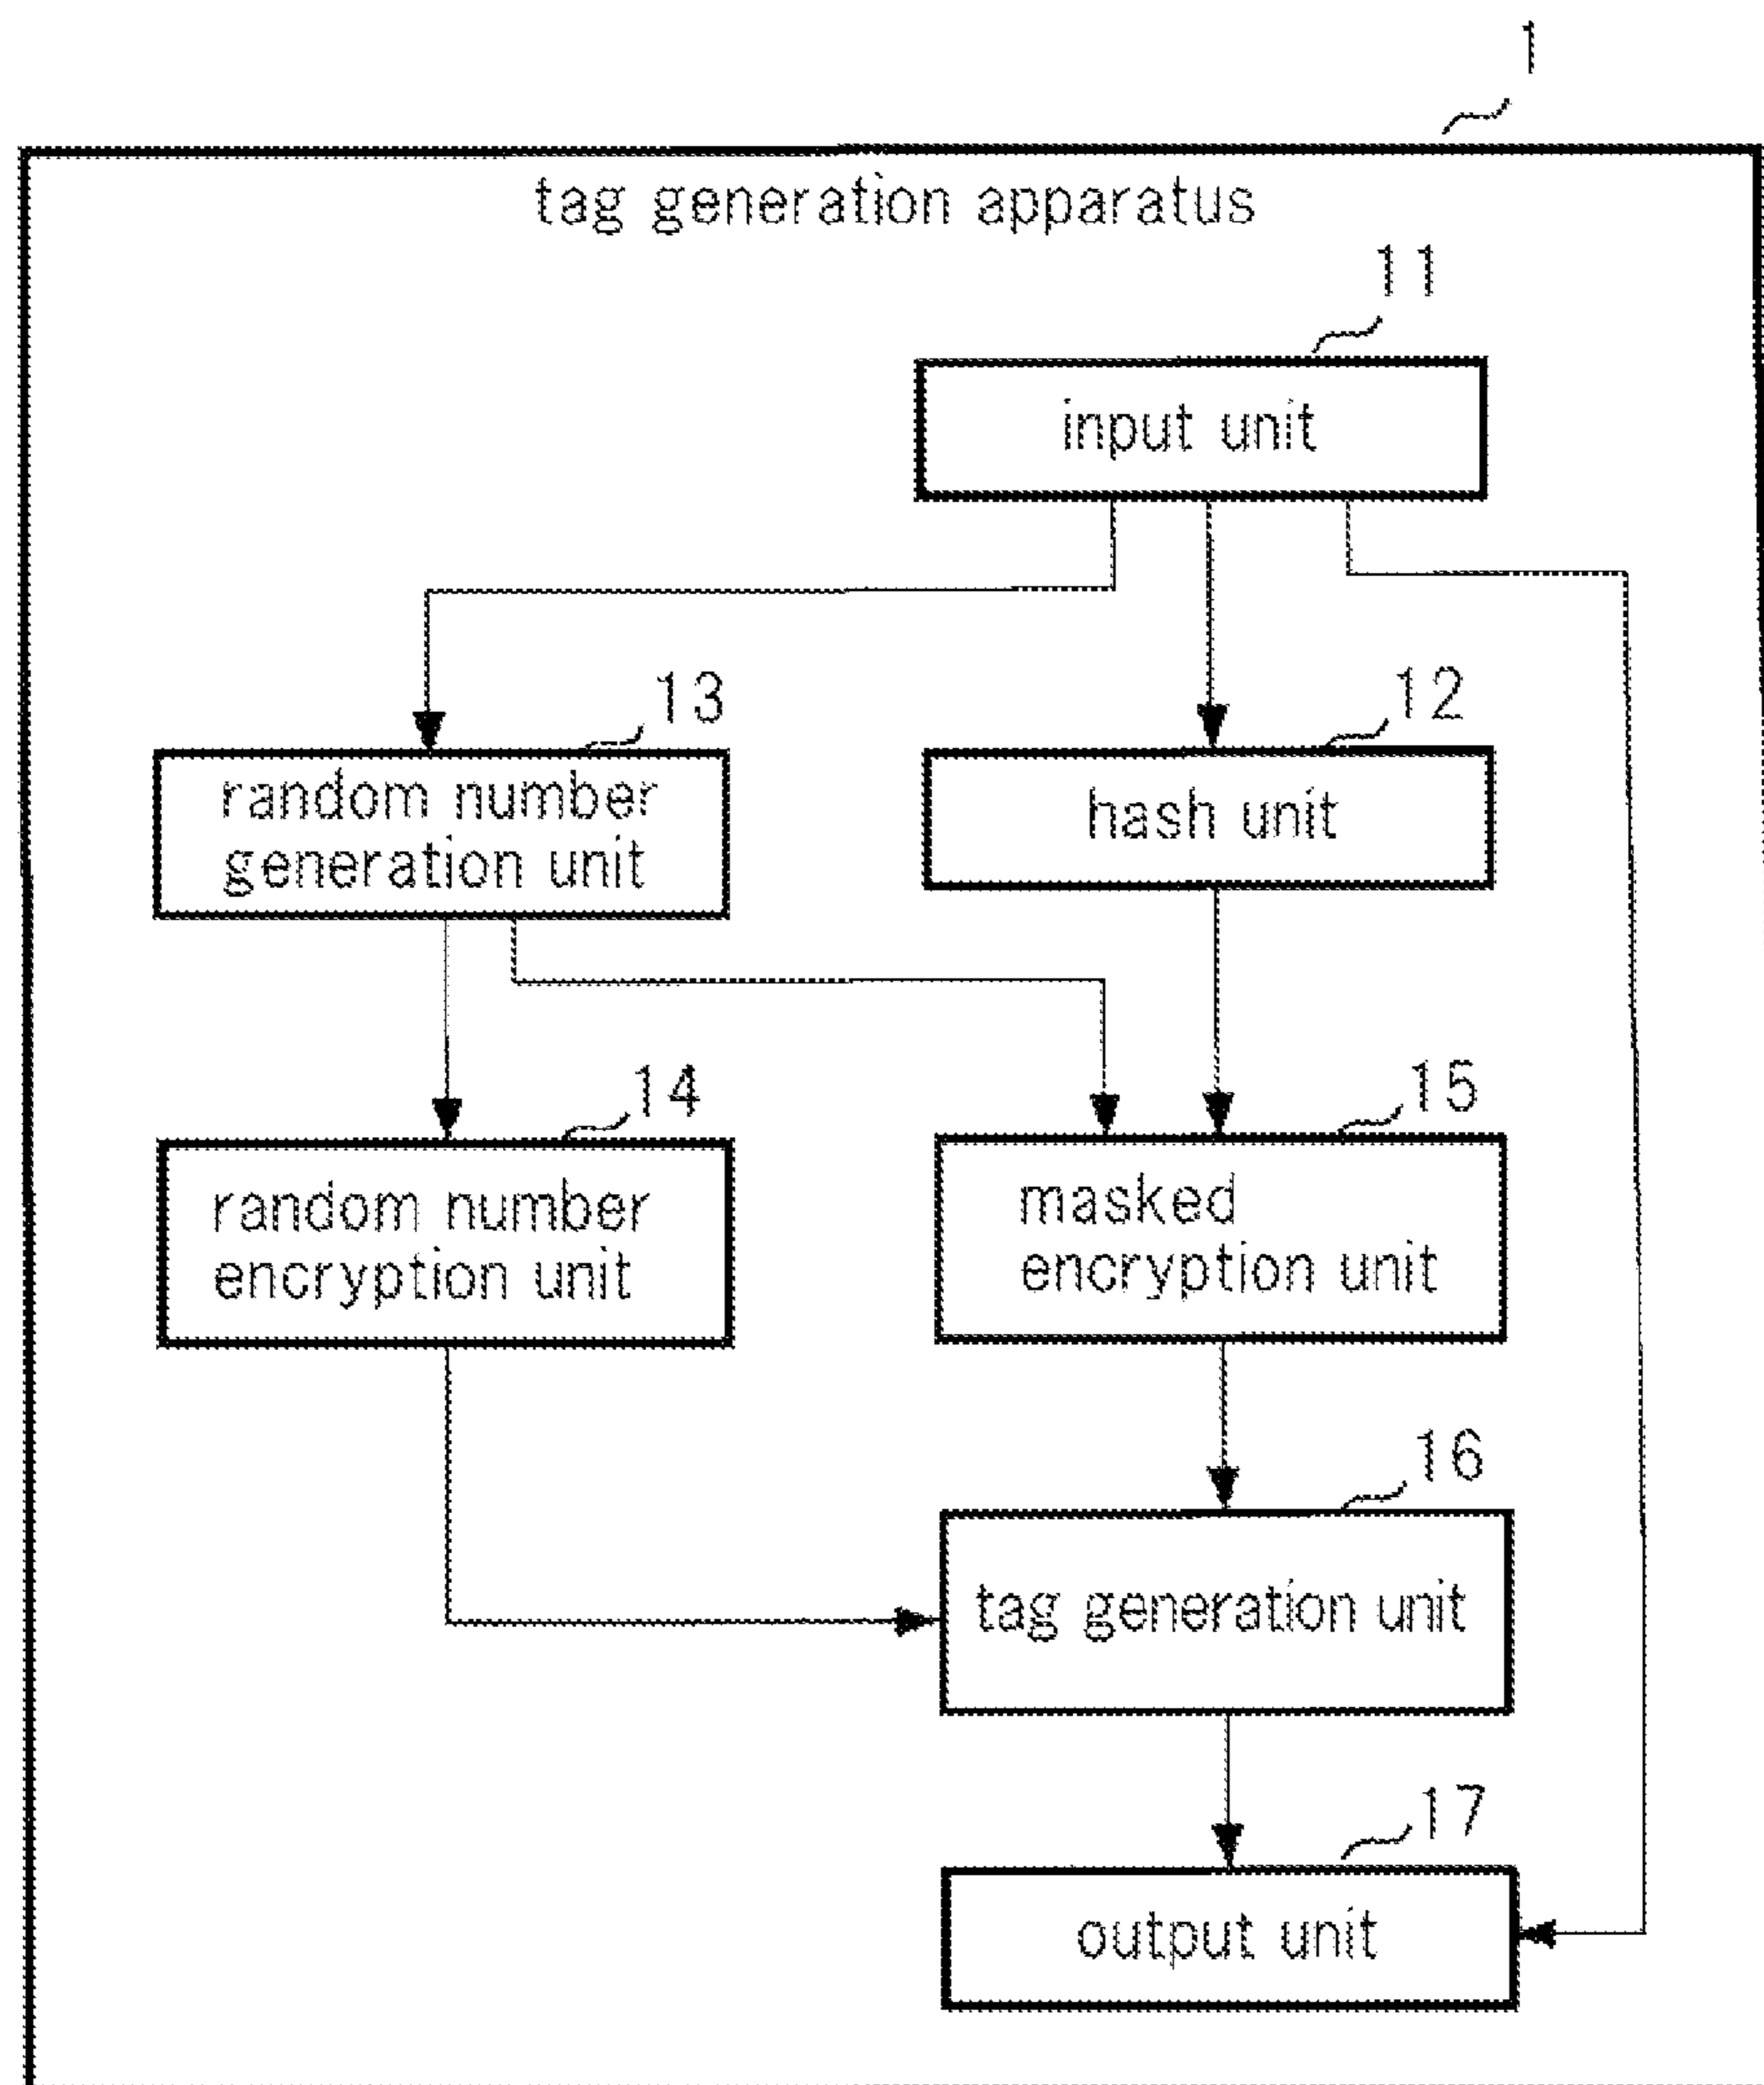 1
tag generation apparatus
11
input unit
13
random number
generation unit
12
hash unit
14
random number
encryption unit
15
masked
encryption unit
16
tag generation unit
17
output unit